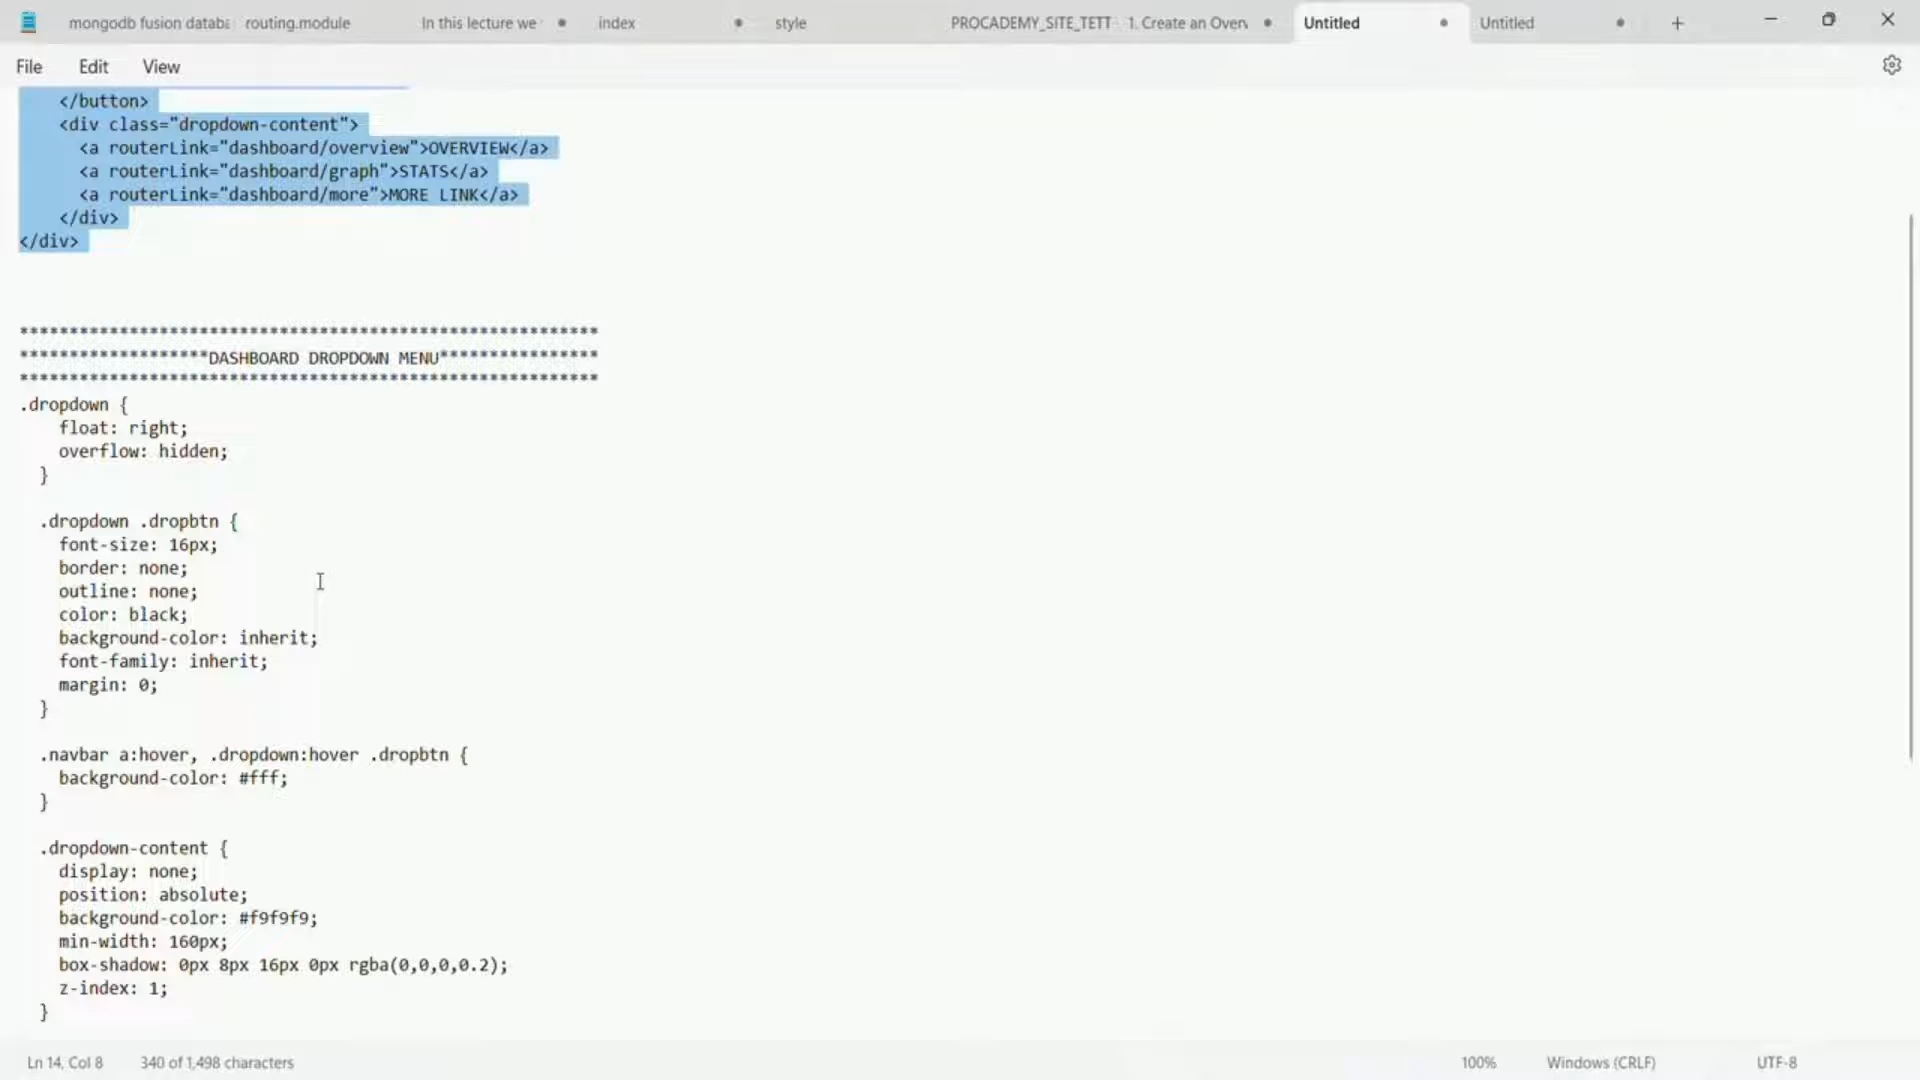 mongodb fusion databa
routing.module
In this lecture we
index
style
PROCADEMY_SITE_TETT - 1. Create an Overv
Untitled
Untitled
File Edit View
</button>
<div class="dropdown-content">
<a routerLink="dashboard/overview">OVERVIEW</a>
<a routerLink="dashboard/graph">STATS</a>
<a routerLink="dashboard/more">MORE LINK</a>
</div>
</div>
**********************************************************
*******************DASHBOARD DROPDOWN MENU****************
**********************************************************
.dropdown {
float: right;
overflow: hidden;
}
.dropdown .dropbtn {
font-size: 16px;
border: none;
outline: none;
color: black;
background-color: inherit;
font-family: inherit;
margin: 0;
}
.navbar a:hover, .dropdown:hover .dropbtn {
background-color: #fff;
}
.dropdown-content {
display: none;
position: absolute;
background-color: #f9f9f9;
min-width: 160px;
box-shadow: 0px 8px 16px 0px rgba(0,0,0,0.2);
z-index: 1;
}
Ln 14, Col 8
340 of 1,498 characters
100%
Windows (CRLF)
UTF-8